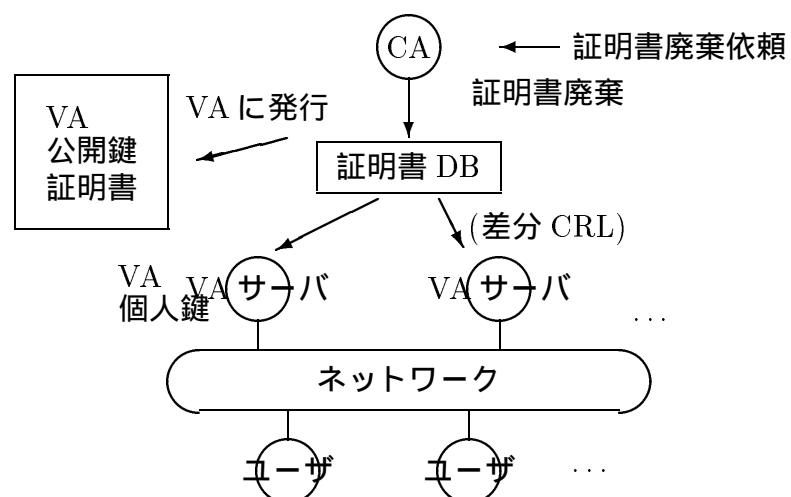 CA
証明書廃棄依頼
証明書廃棄
VA に発行
VA
公開鍵
証明書
証明書 DB
(差分 CRL)
VA
個人鍵
VA サーバ
VA サーバ
...
ネットワーク
ユーザ
ユーザ
...